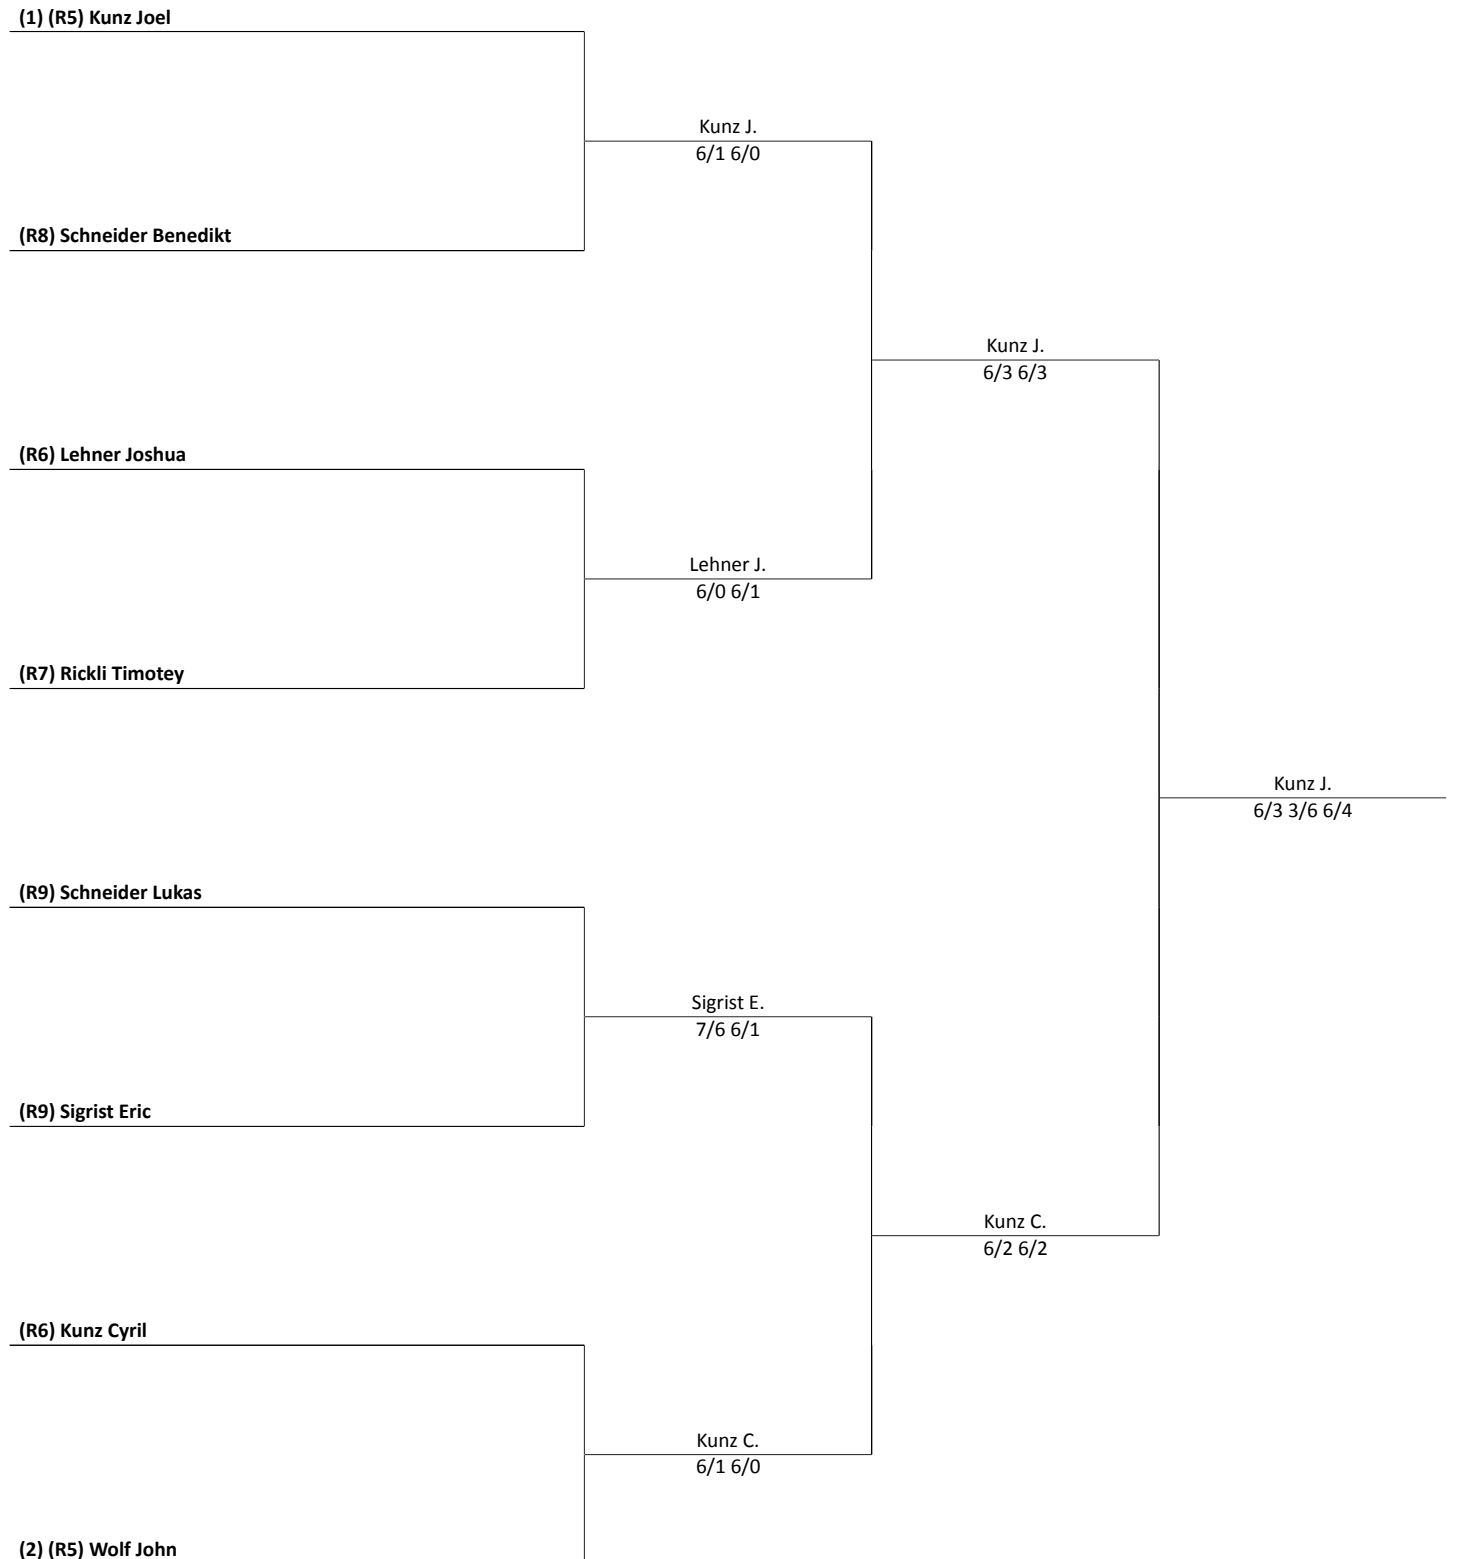 (1) (R5) Kunz Joel
Kunz J.
6/1 6/0
(R8) Schneider Benedikt
Kunz J.
6/3 6/3
(R6) Lehner Joshua
Lehner J.
6/0 6/1
(R7) Rickli Timotey
Kunz J.
6/3 3/6 6/4
(R9) Schneider Lukas
Sigrist E.
7/6 6/1
(R9) Sigrist Eric
Kunz C.
6/2 6/2
(R6) Kunz Cyril
Kunz C.
6/1 6/0
(2) (R5) Wolf John